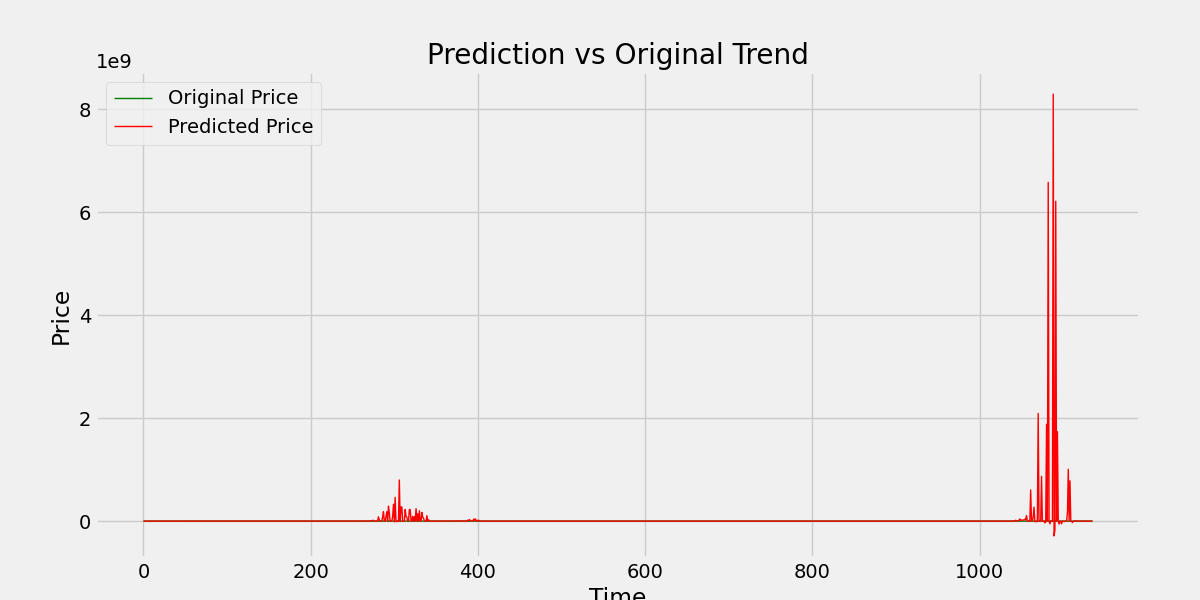 Prediction vs Original Trend
1e9
Original Price
Predicted Price
8
6
4
2
0
Price
0 200 400 600 800 1000
Time